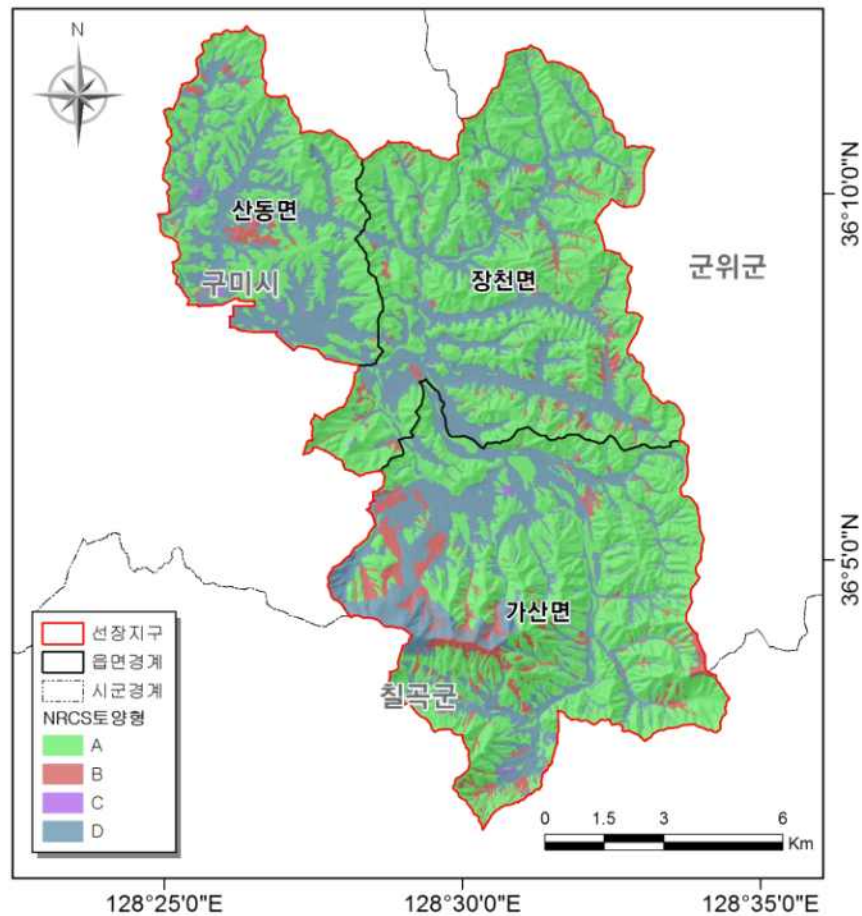 N
산동면
구미시
장천면
군위군
36°10'0"N
36°5'0"N
가산면
칠곡군
선장지구
읍면경계
시군경계
NRCS토양형
A
B
C
D
0 1.5 3 6
Km
128°25'0"E 128°30'0"E 128°35'0"E